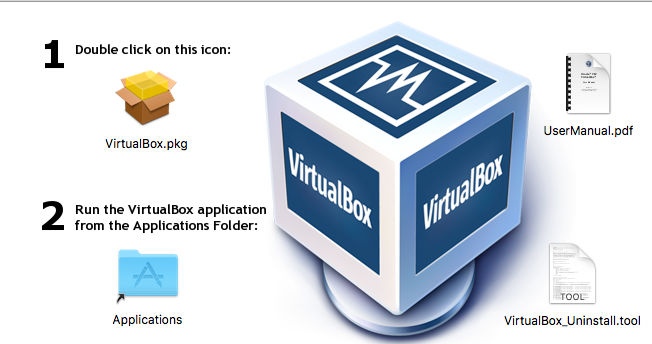 1 Double click on this icon:
VirtualBox.pkg
2 Run the VirtualBox application
from the Applications Folder:
Applications
VirtualBox
VirtualBox
UserManual.pdf
TOOL
VirtualBox_Uninstall.tool